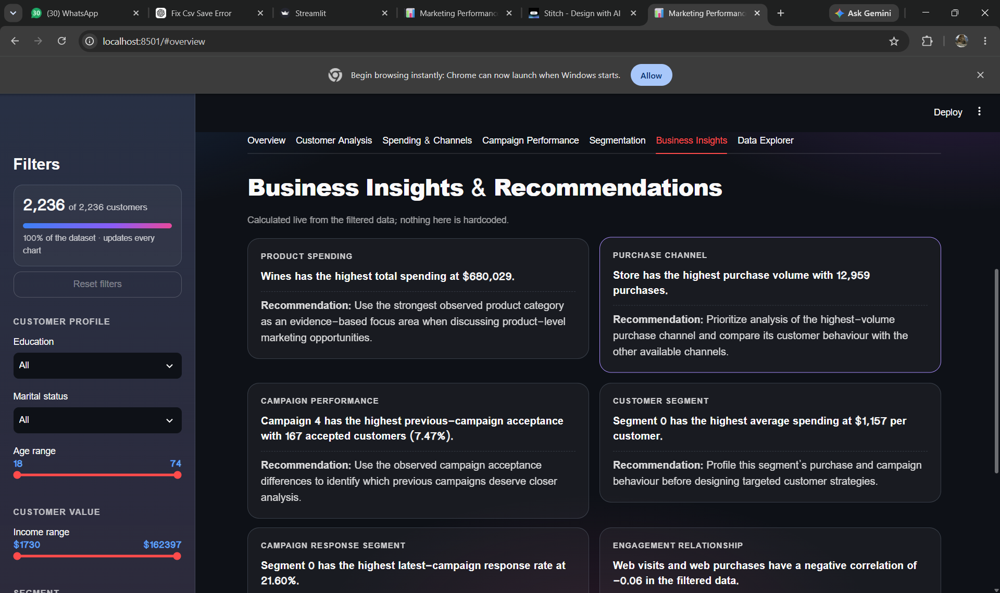 (30) WhatsApp
Fix Csv Save Error
Streamlit
Marketing Performanc
Stitch - Design with AI
Marketing Performanc
Ask Gemini
localhost:8501/#overview
Begin browsing instantly: Chrome can now launch when Windows starts.
Allow
Deploy
Filters
2,236 of 2,236 customers
100% of the dataset · updates every
chart
Reset filters
CUSTOMER PROFILE
Education
All
Marital status
All
Age range
18 74
CUSTOMER VALUE
Income range
$1730 $162397
SEGMENT
Overview Customer Analysis Spending & Channels Campaign Performance Segmentation Business Insights Data Explorer
Business Insights & Recommendations
Calculated live from the filtered data; nothing here is hardcoded.
PRODUCT SPENDING
Wines has the highest total spending at $680,029.
Recommendation: Use the strongest observed product category
as an evidence-based focus area when discussing product-level
marketing opportunities.
PURCHASE CHANNEL
Store has the highest purchase volume with 12,959
purchases.
Recommendation: Prioritize analysis of the highest-volume
purchase channel and compare its customer behaviour with the
other available channels.
CAMPAIGN PERFORMANCE
Campaign 4 has the highest previous-campaign acceptance
with 167 accepted customers (7.47%).
Recommendation: Use the observed campaign acceptance
differences to identify which previous campaigns deserve closer
analysis.
CUSTOMER SEGMENT
Segment 0 has the highest average spending at $1,157 per
customer.
Recommendation: Profile this segment's purchase and campaign
behaviour before designing targeted customer strategies.
CAMPAIGN RESPONSE SEGMENT
Segment 0 has the highest latest-campaign response rate at
21.60%.
ENGAGEMENT RELATIONSHIP
Web visits and web purchases have a negative correlation of
-0.06 in the filtered data.